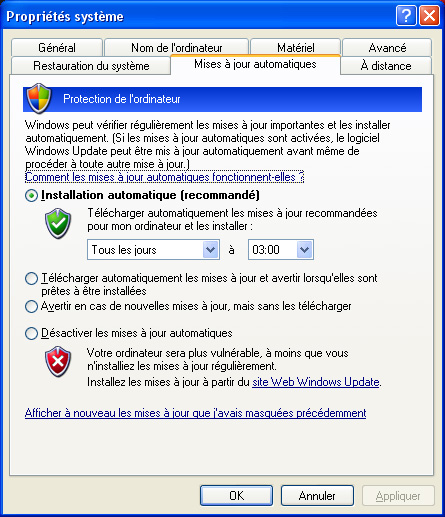 Propriétés système
Général Nom de l'ordinateur Matériel Avancé
Restauration du système Mises à jour automatiques À distance
Protection de l'ordinateur
Windows peut vérifier régulièrement les mises à jour importantes et les installer
automatiquement. (Si les mises à jour automatiques sont activées, le logiciel
Windows Update peut être mis à jour automatiquement avant même de
procéder à toute autre mise à jour.)
Comment les mises à jour automatiques fonctionnent-elles ?
Installation automatique (recommandé)
Télécharger automatiquement les mises à jour recommandées
pour mon ordinateur et les installer :
Tous les jours à 03:00
Télécharger automatiquement les mises à jour et avertir lorsqu'elles sont
prêtes à être installées
Avertir en cas de nouvelles mises à jour, mais sans les télécharger
Désactiver les mises à jour automatiques
Votre ordinateur sera plus vulnérable, à moins que vous
n'installiez les mises à jour régulièrement.
Installez les mises à jour à partir du site Web Windows Update.
Afficher à nouveau les mises à jour que j'avais masquées précédemment
OK Annuler Appliquer